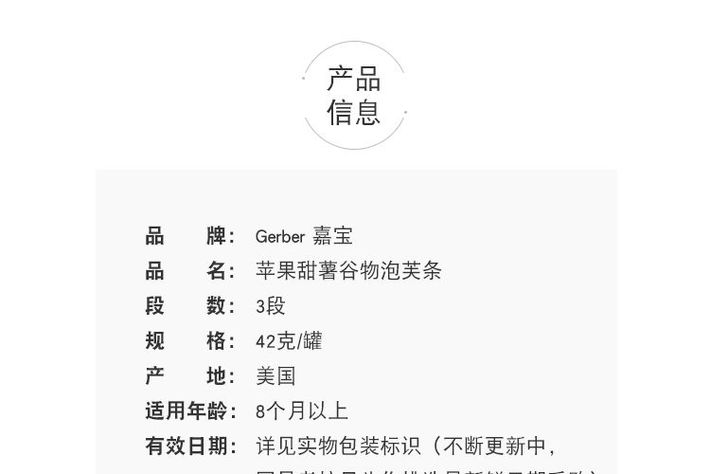 产品
信息
品 牌： Gerber 嘉宝
品 名： 苹果甜薯谷物泡芙条
段 数： 3段
规 格： 42克/罐
产 地： 美国
适用年龄： 8个月以上
有效日期： 详见实物包装标识（不断更新中，